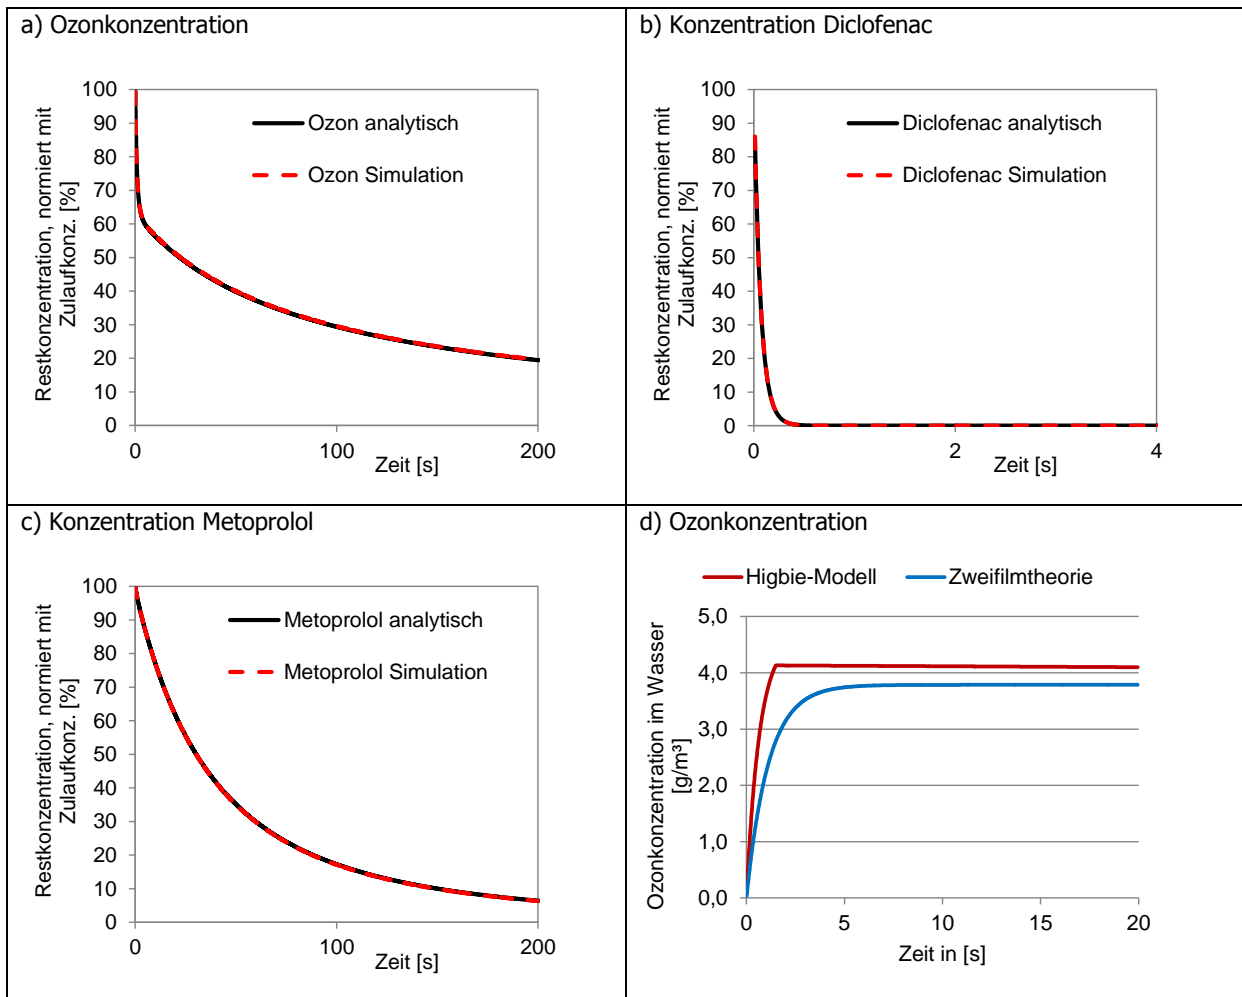 a) Ozonkonzentration
Restkonzentration, normiert mit
Zulaufkonz. [%]
100
90
80
70
60
50
40
30
20
10
0
Ozon analytisch
Ozon Simulation
0
100
200
Zeit [s]
b) Konzentration Diclofenac
Restkonzentration, normiert mit
Zulaufkonz. [%]
100
90
80
70
60
50
40
30
20
10
0
Diclofenac analytisch
Diclofenac Simulation
0
2
4
Zeit [s]
c) Konzentration Metoprolol
Restkonzentration, normiert mit
Zulaufkonz. [%]
100
90
80
70
60
50
40
30
20
10
0
Metoprolol analytisch
Metoprolol Simulation
0
100
200
Zeit [s]
d) Ozonkonzentration
Higbie-Modell
Zweifilmtheorie
Ozonkonzentration im Wasser
[g/m³]
5,0
4,0
3,0
2,0
1,0
0,0
0
5
10
15
20
Zeit in [s]